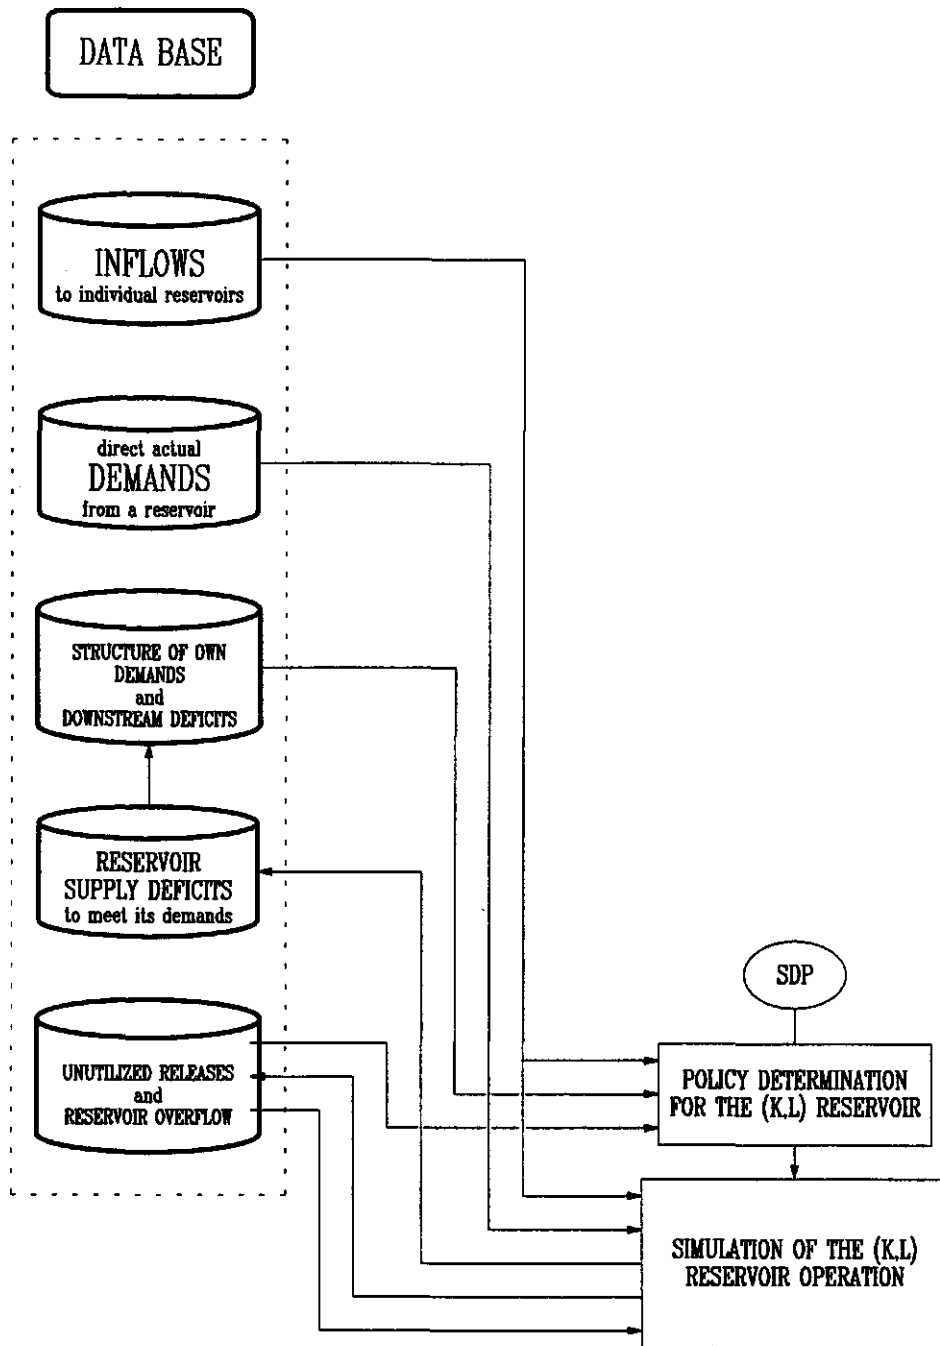 DATA BASE
INFLOWS
to individual reservoirs
direct actual
DEMANDS
from a reservoir
STRUCTURE OF OWN
DEMANDS
and
DOWNSTREAM DEFICITS
RESERVOIR
SUPPLY DEFICITS
to meet its demands
UNUTILIZED RELEASES
and
RESERVOIR OVERFLOW
SDP
POLICY DETERMINATION
FOR THE (K,L) RESERVOIR
SIMULATION OF THE (K,L)
RESERVOIR OPERATION